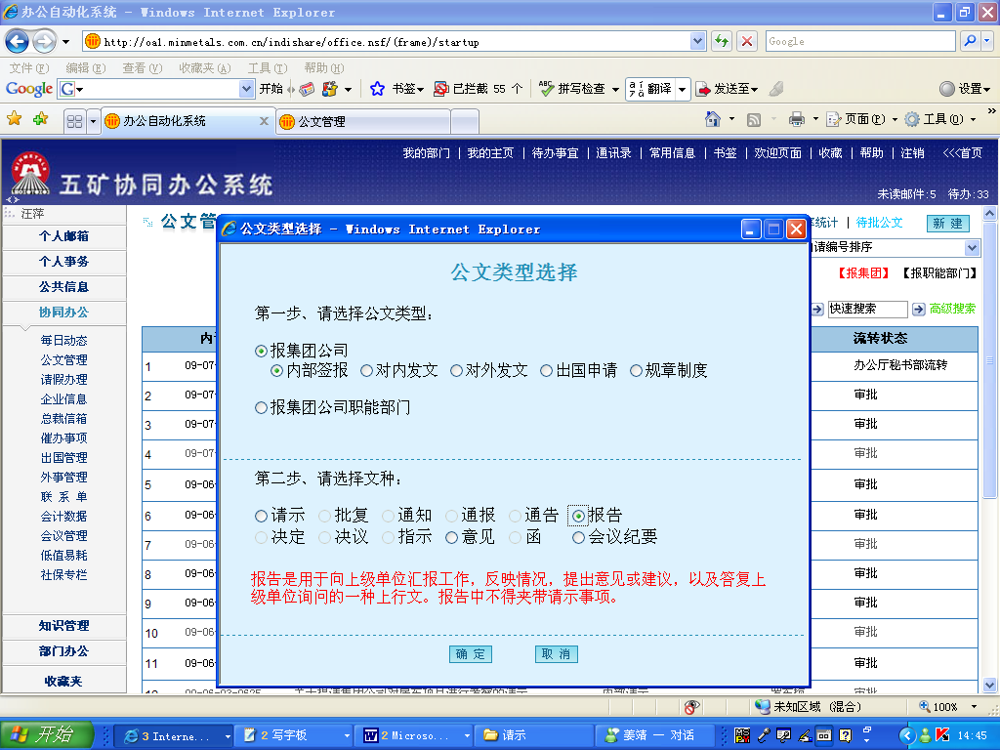 办公自动化系统 - Windows Internet Explorer
http://oa1.minmetals.com.cn/indishare/office.nsf/(frame)/startup
Google
文件(F) 编辑(E) 查看(V) 收藏夹(A) 工具(T) 帮助(H)
Google G 开始 书签 已拦截 55 个 ABC 拼写检查 翻译 发送至 设置
办公自动化系统 公文管理 页面(P) 工具(O) »
我的部门 | 我的主页 | 待办事宜 | 通讯录 | 常用信息 | 书签 | 欢迎页面 | 收藏 | 帮助 | 注销 <<<首页
五矿协同办公系统
未读邮件:5 待办:33
汪萍
个人邮箱
个人事务
公共信息
协同办公
每日动态
公文管理
请假办理
企业信息
总裁信箱
催办事项
出国管理
外事管理
联 系 单
会计数据
会议管理
低值易耗
社保专栏
知识管理
部门办公
收藏夹
公文管
统计 | 待批公文 新 建
请编号排序
【报集团】 【报职能部门】
快速搜索 高级搜索
流转状态
1 09-07 办公厅秘书部流转
2 09-07 审批
3 09-07 审批
4 09-07 审批
5 09-06 审批
6 09-06 审批
7 09-06 审批
8 09-06 审批
9 09-06 审批
10 09-06 审批
11 09-06 审批
公文类型选择 - Windows Internet Explorer
公文类型选择
第一步、请选择公文类型：
报集团公司
内部签报 对内发文 对外发文 出国申请 规章制度
报集团公司职能部门
第二步、请选择文种：
请示 批复 通知 通报 通告 报告
决定 决议 指示 意见 函 会议纪要
报告是用于向上级单位汇报工作，反映情况，提出意见或建议，以及答复上
级单位询问的一种上行文。报告中不得夹带请示事项。
确 定 取 消
未知区域 (混合) 100%
开始 3 Interne... 2 写字板 2 Microso... 请示 姜靖 一 对话 14:45